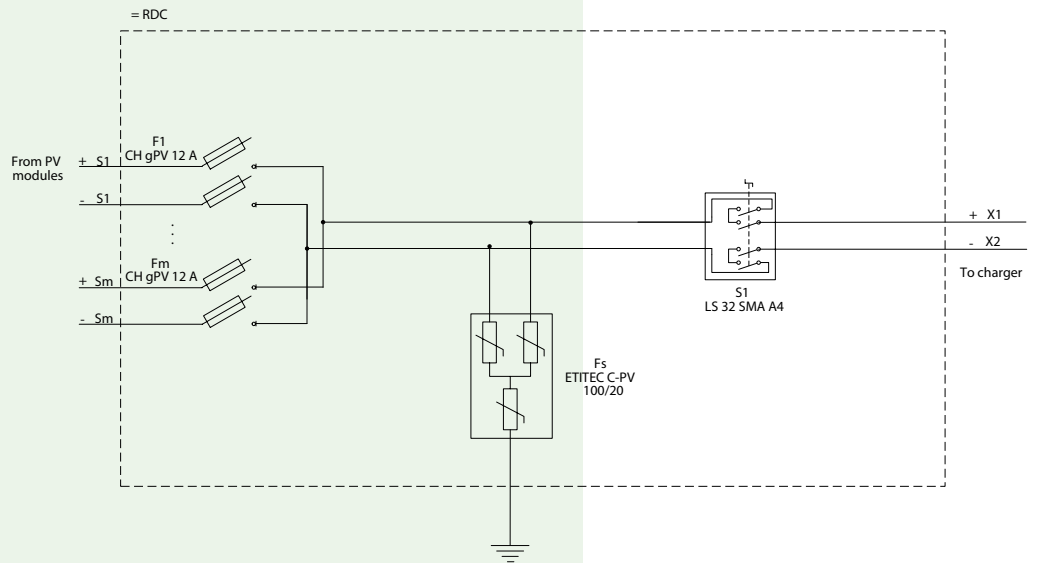 = RDC
F1
CH gPV 12 A
From PV
modules
+ S1
- S1
Fm
CH gPV 12 A
+ Sm
- Sm
+ X1
- X2
To charger
S1
LS 32 SMA A4
Fs
ETITEC C-PV
100/20